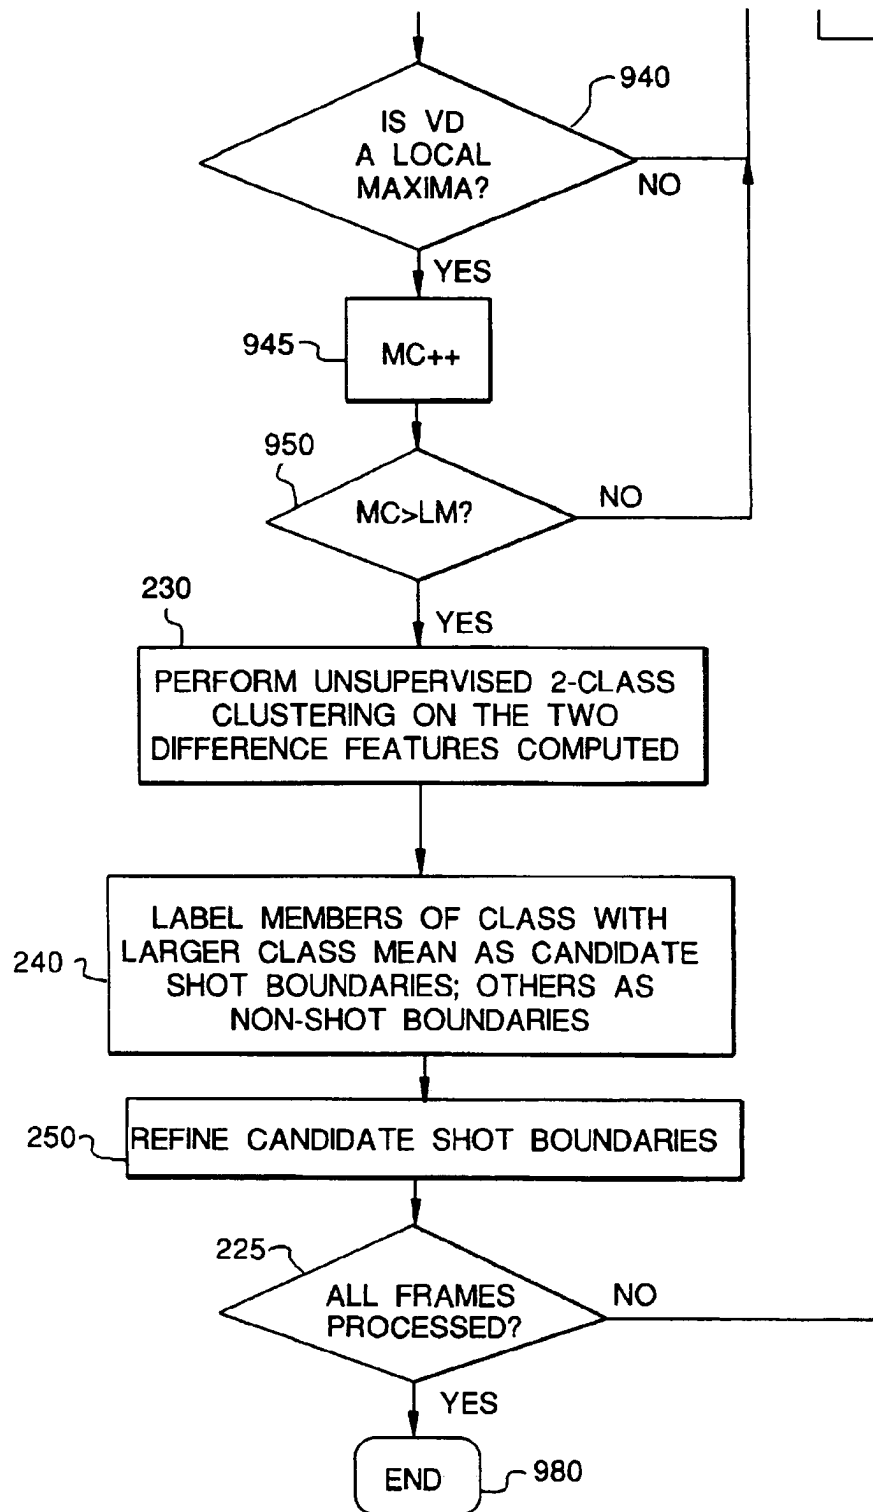 940
IS VD
A LOCAL
MAXIMA?
NO
YES
945
MC++
950
MC>LM?
NO
YES
230
PERFORM UNSUPERVISED 2-CLASS
CLUSTERING ON THE TWO
DIFFERENCE FEATURES COMPUTED
240
LABEL MEMBERS OF CLASS WITH
LARGER CLASS MEAN AS CANDIDATE
SHOT BOUNDARIES; OTHERS AS
NON-SHOT BOUNDARIES
250
REFINE CANDIDATE SHOT BOUNDARIES
225
ALL FRAMES
PROCESSED?
NO
YES
END
980